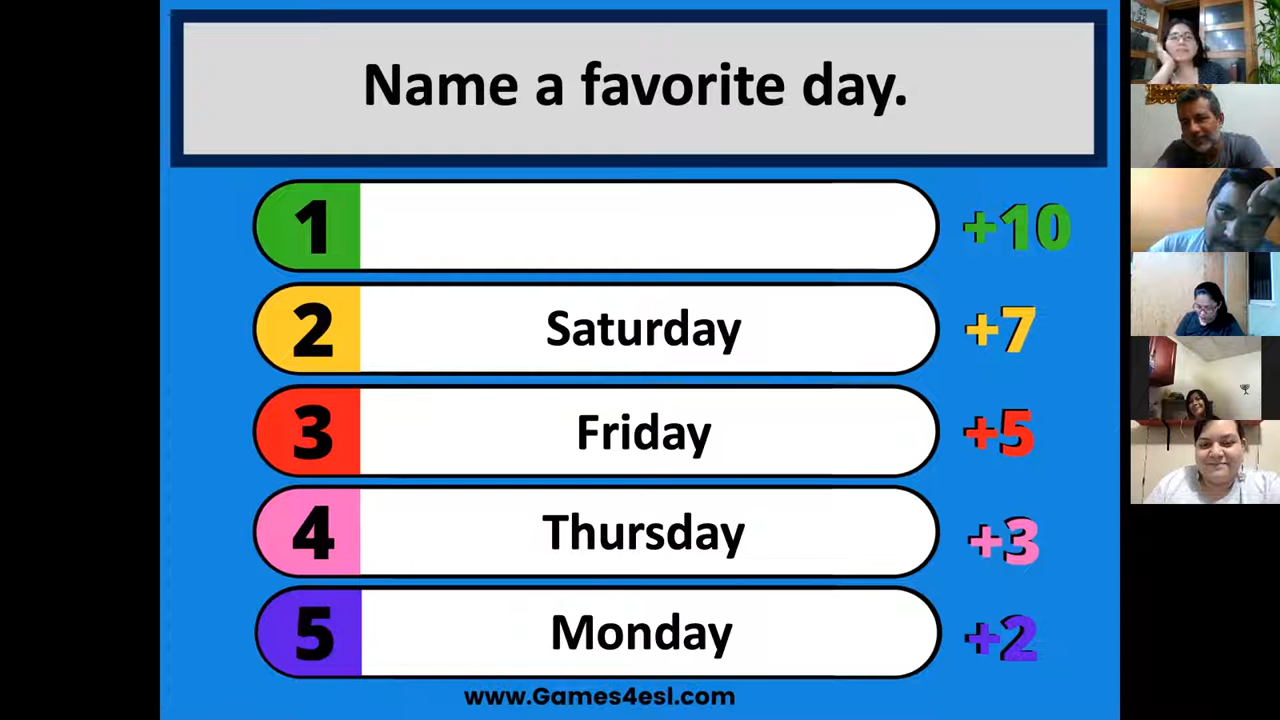 Name a favorite day.
1 +10
2 Saturday +7
3 Friday +5
4 Thursday +3
5 Monday +2
www.Games4esl.com